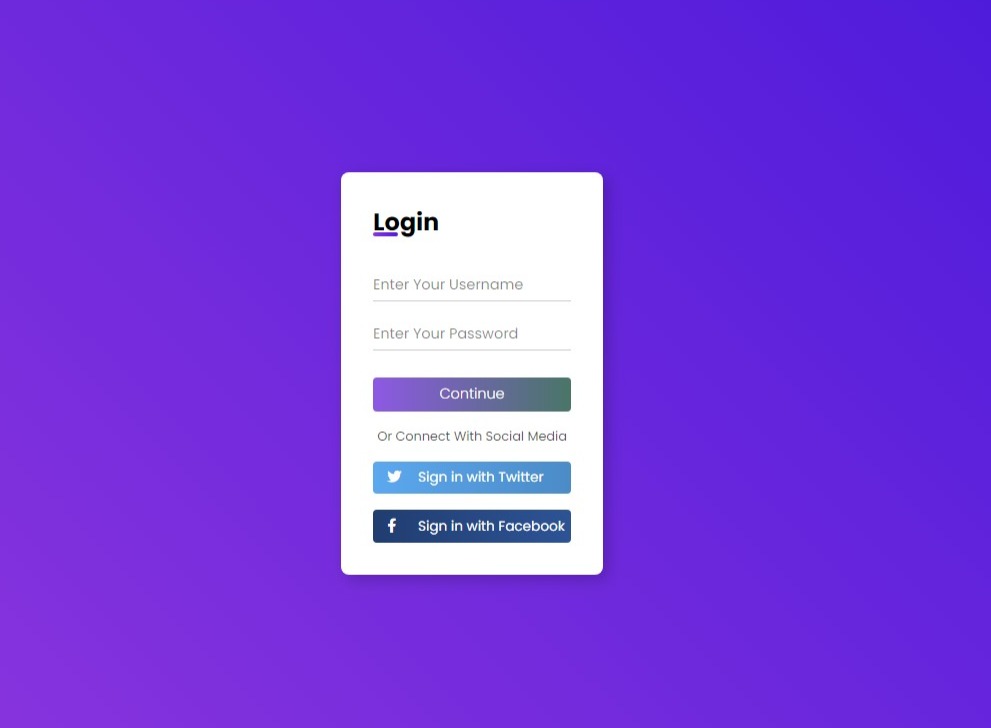 Login
Enter Your Username
Enter Your Password
Continue
Or Connect With Social Media
Sign in with Twitter
Sign in with Facebook